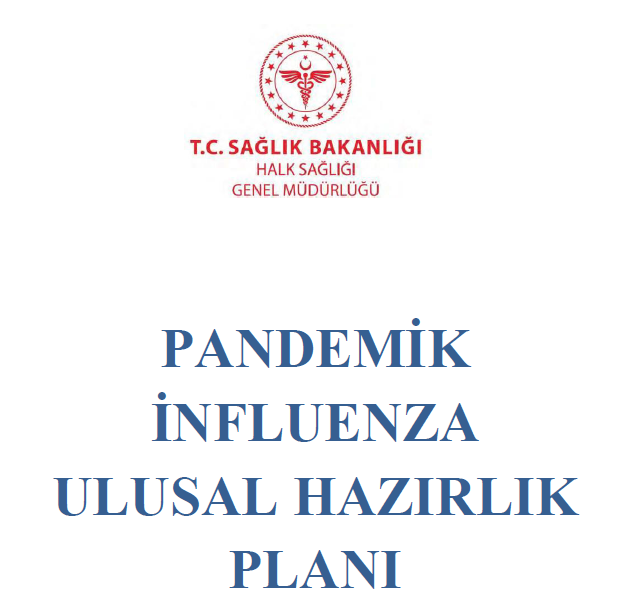 T.C. SAĞLIK BAKANLIĞI
HALK SAĞLIĞI
GENEL MÜDÜRLÜĞÜ
PANDEMİK
İNFLUENZA
ULUSAL HAZIRLIK
PLANI